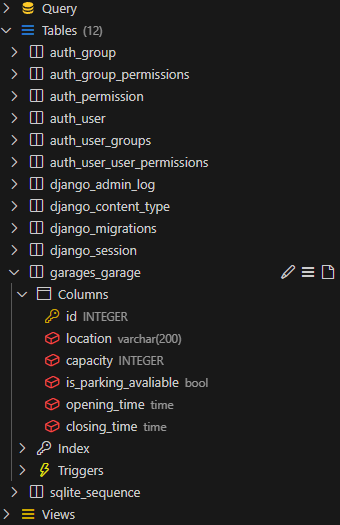 Query
Tables (12)
auth_group
auth_group_permissions
auth_permission
auth_user
auth_user_groups
auth_user_user_permissions
django_admin_log
django_content_type
django_migrations
django_session
garages_garage
Columns
id INTEGER
location varchar(200)
capacity INTEGER
is_parking_avaliable bool
opening_time time
closing_time time
Index
Triggers
sqlite_sequence
Views